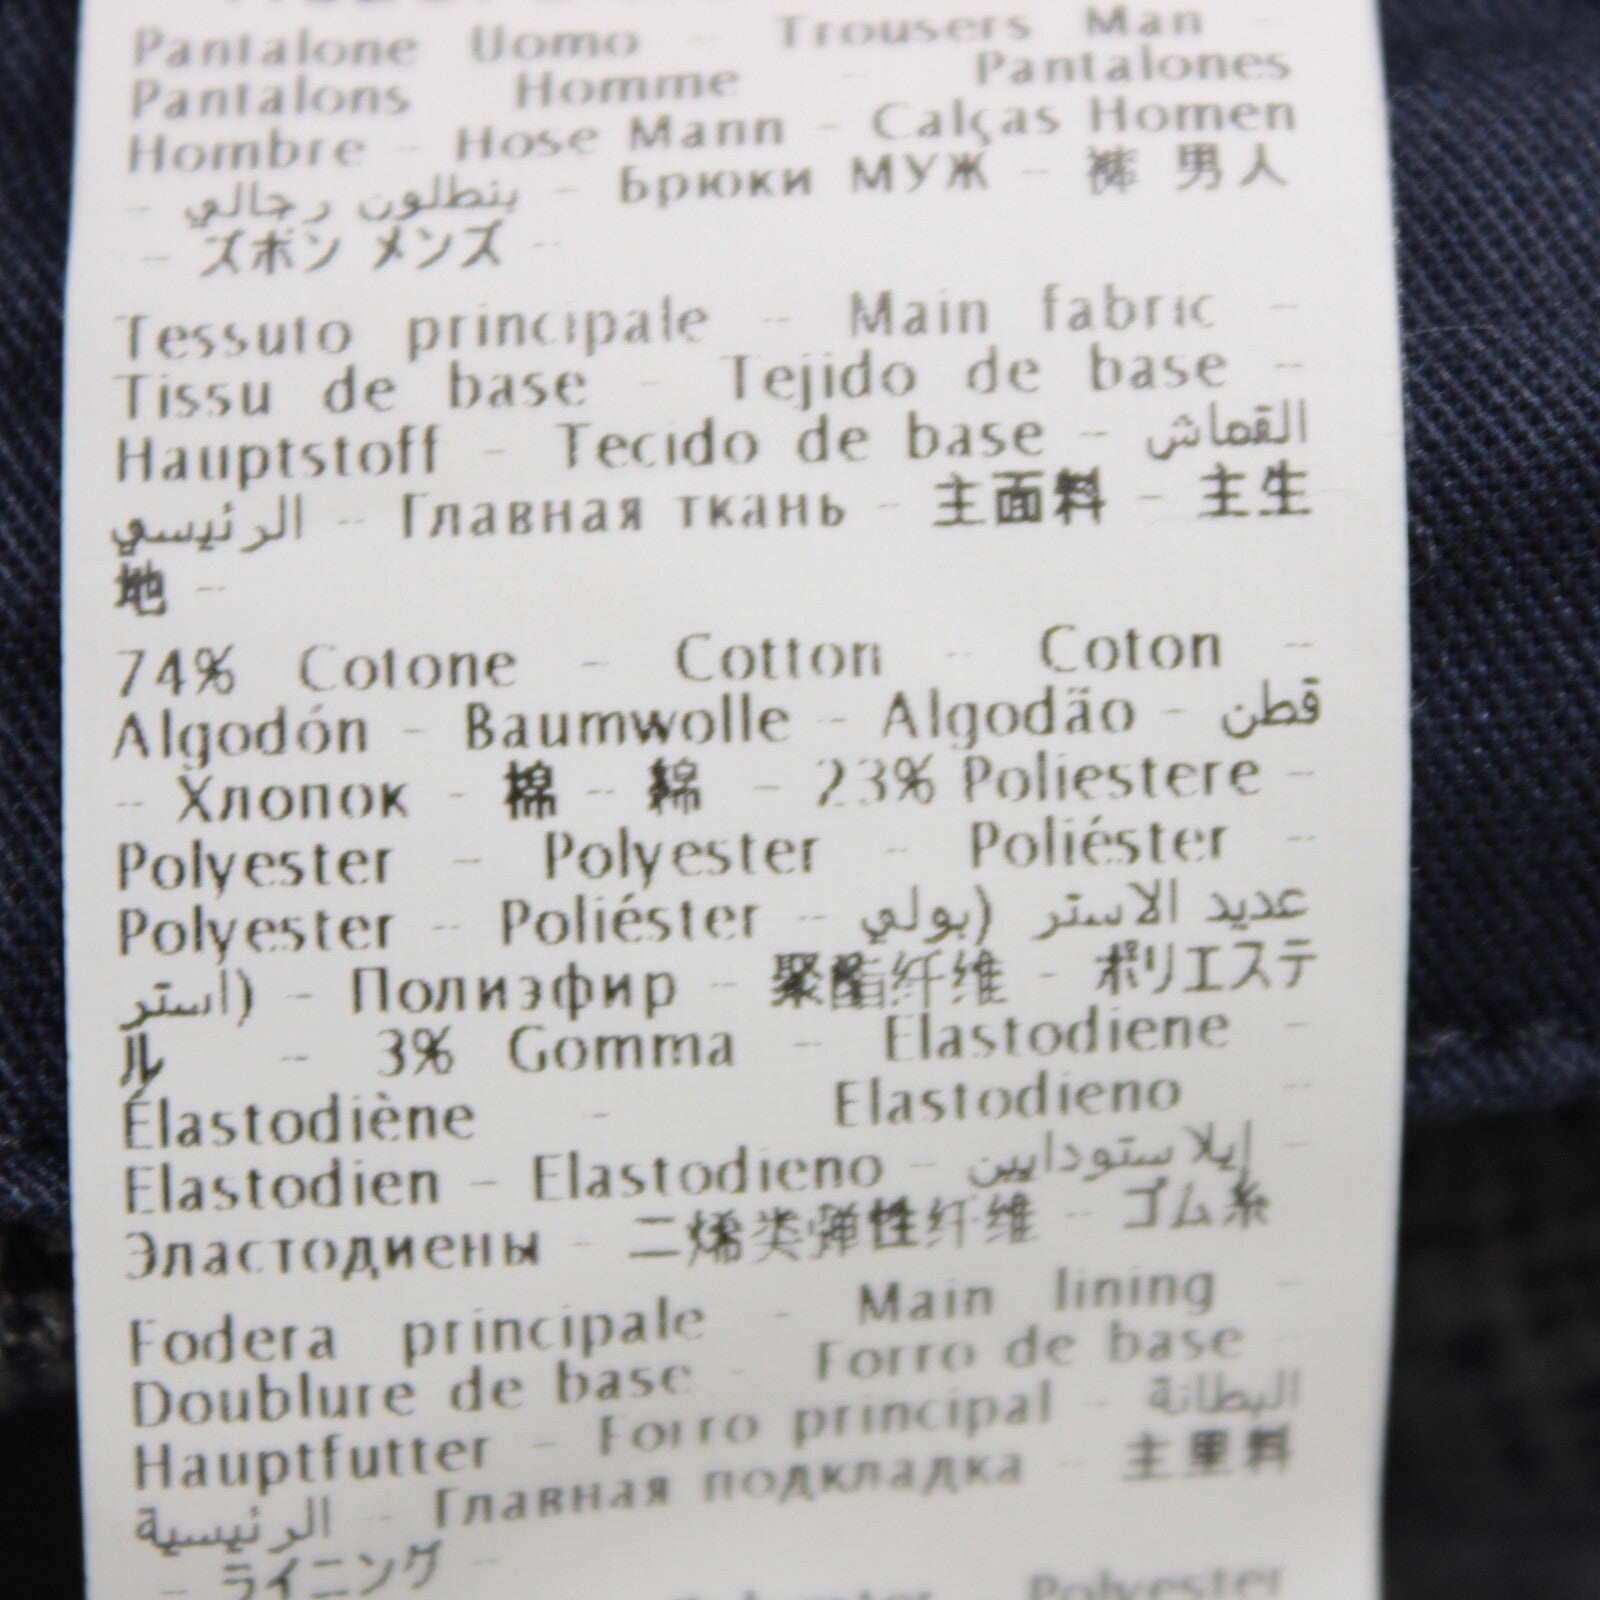 Pantalone Uomo - Trousers Man -
Pantalons Homme - Pantalones
Hombre - Hose Mann - Calças Homen
- بنطلون رجالي - Брюки МУЖ - 裤 男人
- ズボン メンズ -
Tessuto principale - Main fabric -
Tissu de base - Tejido de base -
Hauptstoff - Tecido de base - القماش
الرئيسي - Главная ткань - 主面料 - 主生
地 -
74% Cotone - Cotton - Coton -
Algodón - Baumwolle - Algodão - قطن
- Хлопок - 棉 - 綿 - 23% Poliestere -
Polyester - Polyester - Poliéster -
Polyester - Poliéster - عديد الاستر (بولي
استر) - Полиэфир - 聚酯纤维 - ポリエステ
ル - 3% Gomma - Elastodiene -
Élastodiène - Elastodieno -
Elastodien - Elastodieno - إيلاستودايين -
Эластодиены - 二烯类弹性纤维 - ゴム糸
Fodera principale - Main lining -
Doublure de base - Forro de base -
Hauptfutter - Forro principal - البطانة
الرئيسية - Главная подкладка - 主里料
- ライニング -
Polyester Polyester